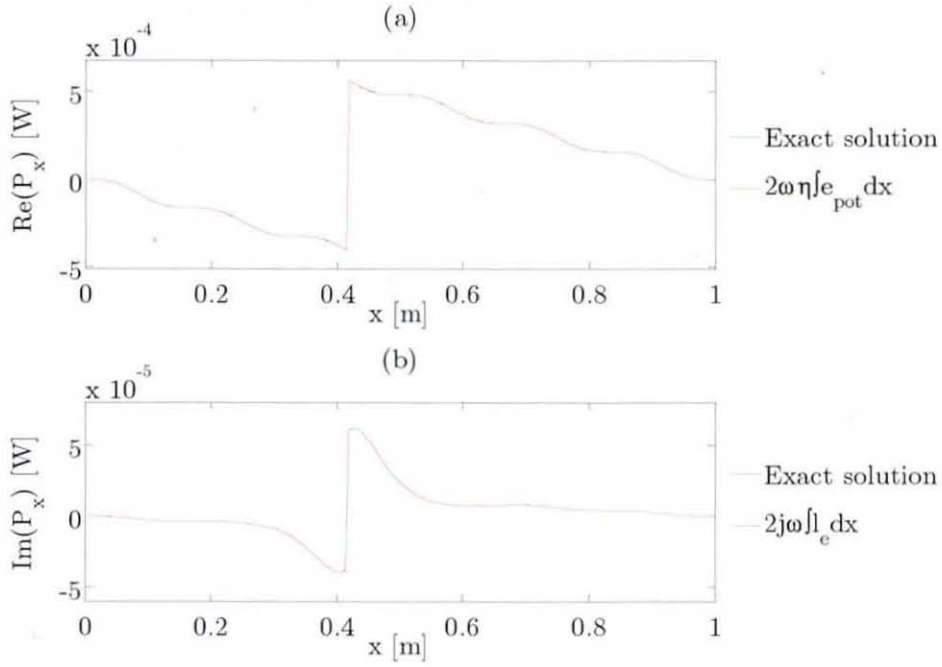 (a)
x 10⁻⁴
Re(Pₓ) [W]
5
0
-5
0 0.2 0.4 0.6 0.8 1
x [m]
Exact solution
2ωη∫e_pot dx
(b)
x 10⁻⁵
Im(Pₓ) [W]
5
0
-5
0 0.2 0.4 0.6 0.8 1
x [m]
Exact solution
2jω∫l_e dx